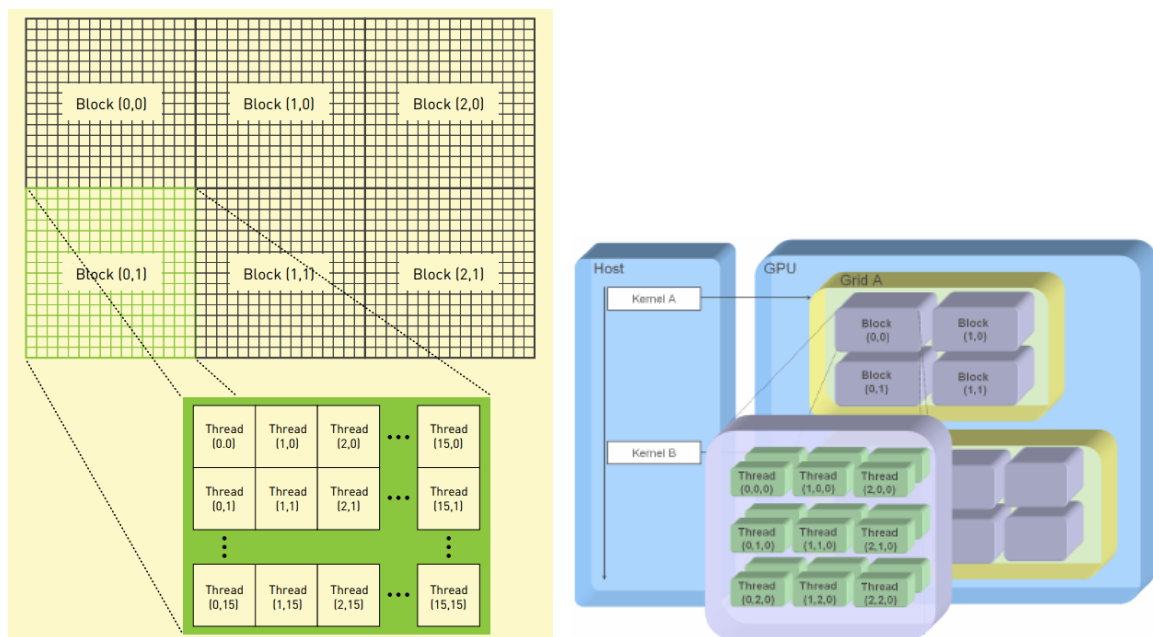 Block (0,0)
Block (1,0)
Block (2,0)
Block (0,1)
Block (1,1)
Block (2,1)
Thread
(0.0)
Thread
(1,0)
Thread
(2,0)
•••
Thread
(15,0)
Thread
(0,1)
Thread
(1,1)
Thread
(2,1)
•••
Thread
(15,1)
Thread
(0,15)
Thread
(1,15)
Thread
(2,15)
•••
Thread
(15,15)
Host
GPU
Kernel A
Grid A
Block
(0,0)
Block
(1,0)
Block
(0,1)
Block
(1,1)
Kernel B
Thread
(0,0,0)
Thread
(1,0,0)
Thread
(2,0,0)
Thread
(0,1,0)
Thread
(1,1,0)
Thread
(2,1,0)
Thread
(0,2,0)
Thread
(1,2,0)
Thread
(2,2,0)